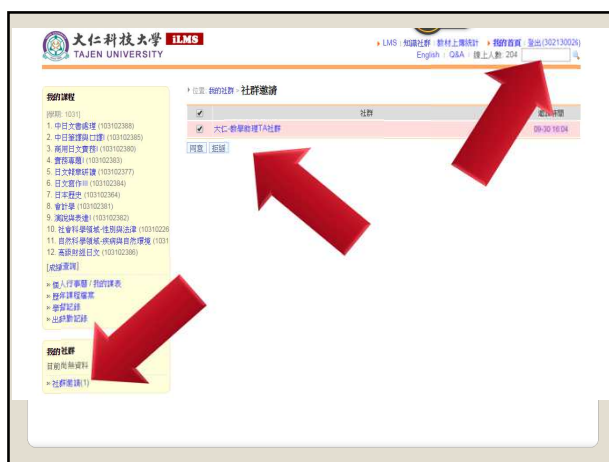 大仁科技大學 iLMS
TAJEN UNIVERSITY
LMS | 知識社群 | 教材上傳統計 我的首頁 | 登出(302130026)
English | Q&A | 線上人數: 204
我的課程
[學期: 1031]
1. 中日文書處理 (103102388)
2. 中日筆譯與口譯I (103102385)
3. 商用日文實務I (103102380)
4. 實務專題I (103102383)
5. 日文報章研讀 (103102377)
6. 日文習作III (103102384)
7. 日本歷史 (103102364)
8. 會計學 (103102381)
9. 演說與表達I (103102382)
10. 社會科學領域-性別與法律 (10310226
11. 自然科學領域-疾病與自然環境 (1031
12. 高級財經日文 (103102386)
[成績查詢]
個人行事曆 / 我的課表
歷年課程檔案
學習記錄
出缺勤記錄
我的社群
目前尚無資料
社群邀請(1)
位置: 我的社群 > 社群邀請
社群
大仁-教學助理TA社群
09-30 16:04
同意 拒絕